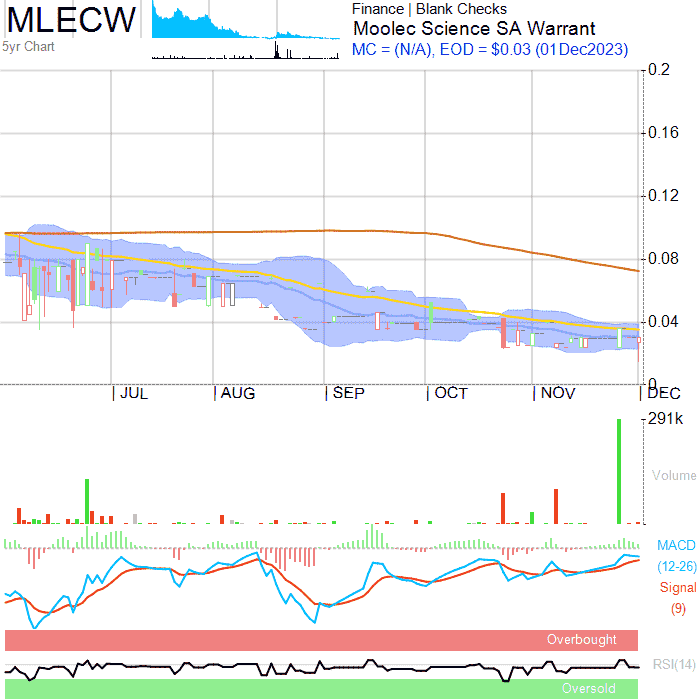 MLECW
5yr Chart
Finance | Blank Checks
Moolec Science SA Warrant
MC = (N/A), EOD = $0.03 (01Dec2023)
0.2
0.16
0.12
0.08
0.04
0
JUL AUG SEP OCT NOV DEC
291k
Volume
MACD
(12-26)
Signal
(9)
Overbought
RSI(14)
Oversold